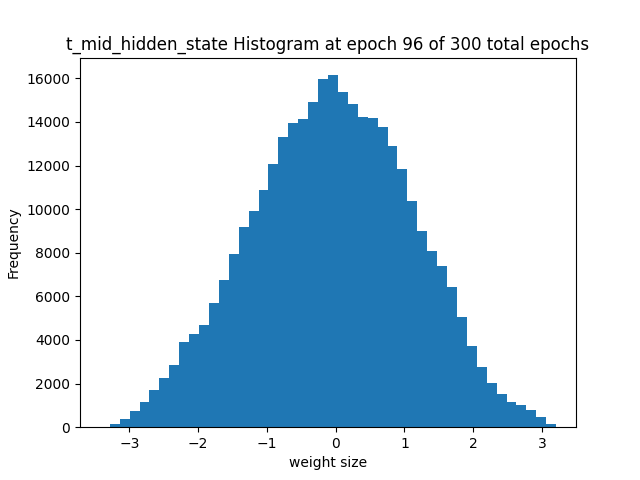 t_mid_hidden_state Histogram at epoch 96 of 300 total epochs
16000
14000
12000
10000
8000
6000
4000
2000
0
Frequency
−3 −2 −1 0 1 2 3
weight size